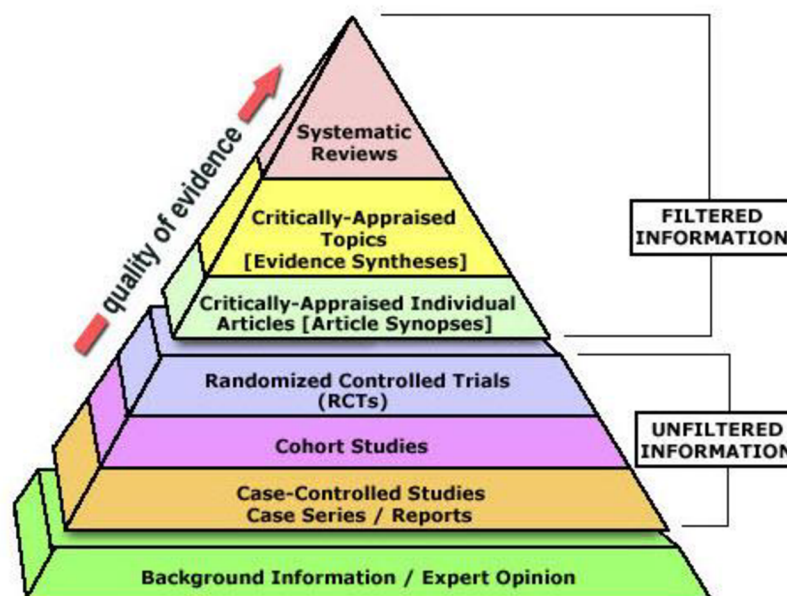 quality of evidence
Systematic
Reviews
Critically-Appraised
Topics
[Evidence Syntheses]
Critically-Appraised Individual
Articles [Article Synopses]
FILTERED
INFORMATION
Randomized Controlled Trials
(RCTs)
Cohort Studies
Case-Controlled Studies
Case Series / Reports
UNFILTERED
INFORMATION
Background Information / Expert Opinion